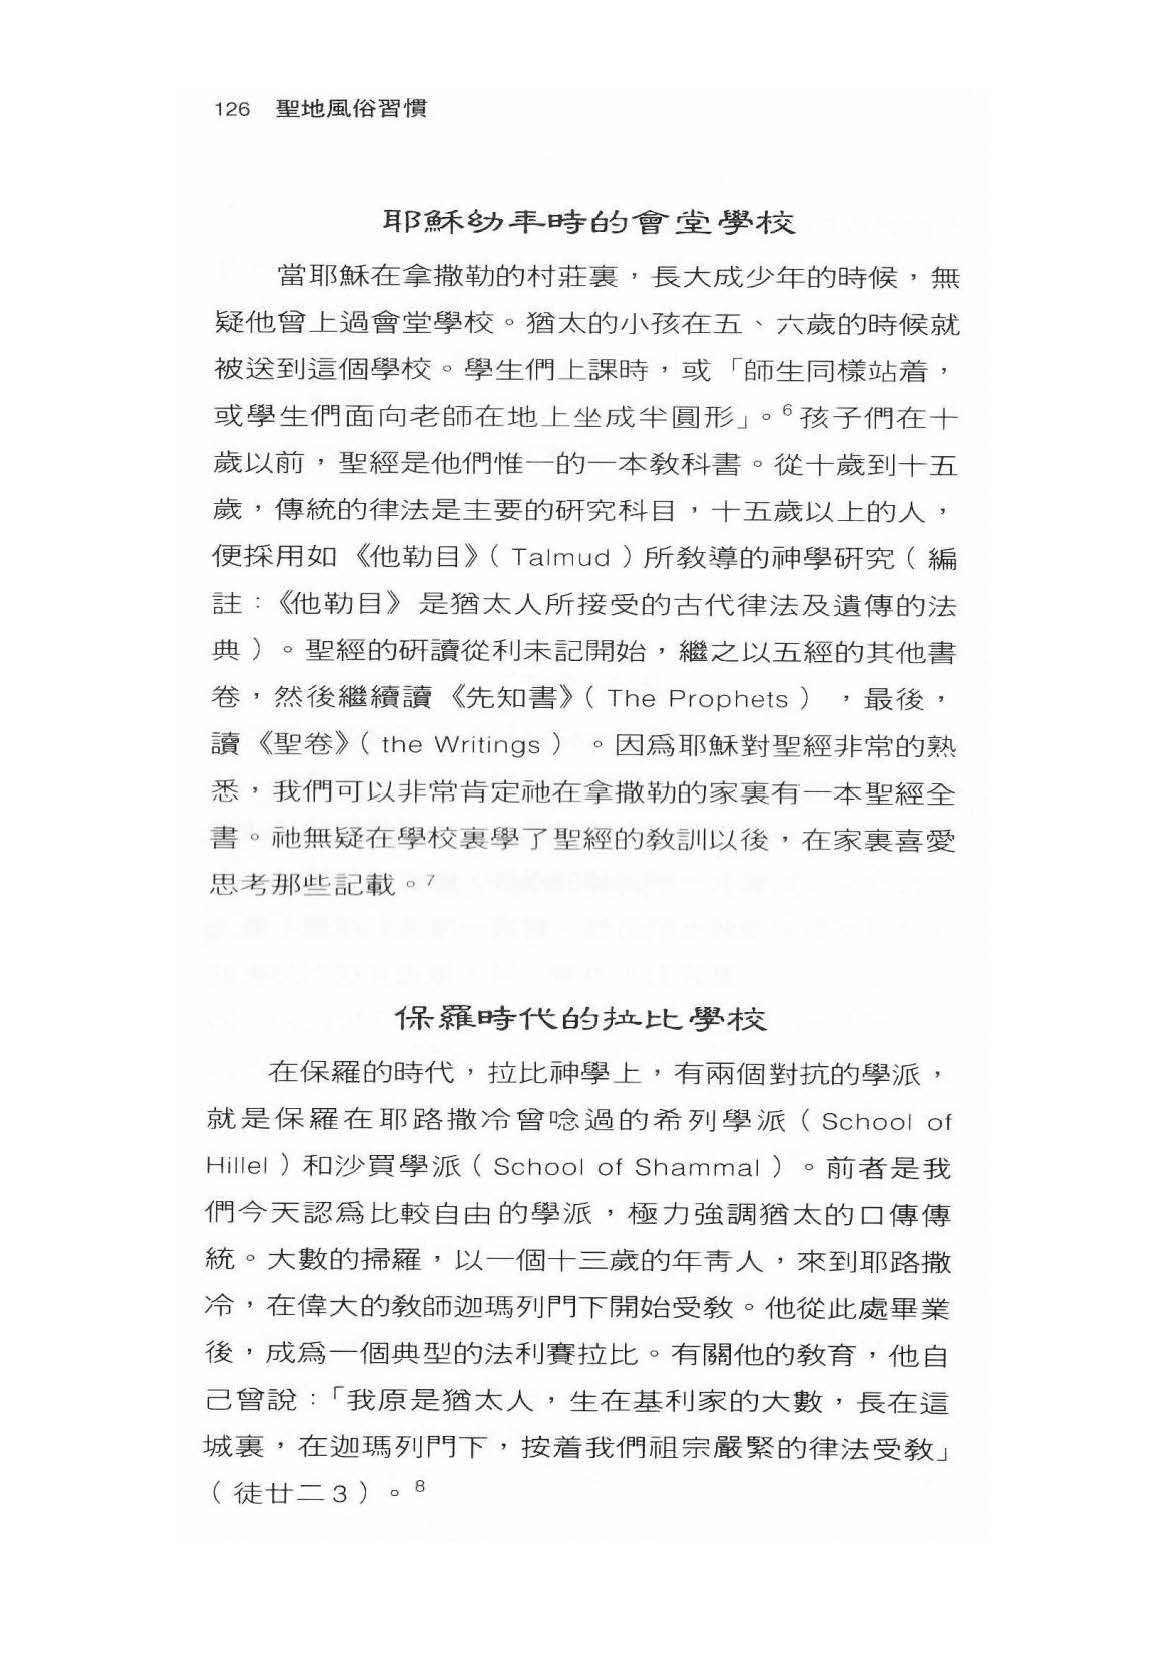 126 聖地風俗習慣
耶穌幼年時的會堂學校
當耶穌在拿撒勒的村莊裏，長大成少年的時候，無
疑他曾上過會堂學校。猶太的小孩在五、六歲的時候就
被送到這個學校。學生們上課時，或「師生同樣站着，
或學生們面向老師在地上坐成半圓形」。⁶孩子們在十
歲以前，聖經是他們惟一的一本教科書。從十歲到十五
歲，傳統的律法是主要的硏究科目，十五歲以上的人，
便採用如《他勒目》（Talmud）所敎導的神學硏究（編
註：《他勒目》是猶太人所接受的古代律法及遺傳的法
典）。聖經的硏讀從利未記開始，繼之以五經的其他書
卷，然後繼續讀《先知書》（The Prophets），最後，
讀《聖卷》（the Writings）。因爲耶穌對聖經非常的熟
悉，我們可以非常肯定祂在拿撒勒的家裏有一本聖經全
書。祂無疑在學校裏學了聖經的敎訓以後，在家裏喜愛
思考那些記載。⁷
保羅時代的拉比學校
在保羅的時代，拉比神學上，有兩個對抗的學派，
就是保羅在耶路撒冷曾唸過的希列學派（School of
Hillel）和沙買學派（School of Shammal）。前者是我
們今天認爲比較自由的學派，極力強調猶太的口傳傳
統。大數的掃羅，以一個十三歲的年靑人，來到耶路撒
冷，在偉大的敎師迦瑪列門下開始受敎。他從此處畢業
後，成爲一個典型的法利賽拉比。有關他的敎育，他自
己曾說：「我原是猶太人，生在基利家的大數，長在這
城裏，在迦瑪列門下，按着我們祖宗嚴緊的律法受敎」
（徒廿二3）。⁸